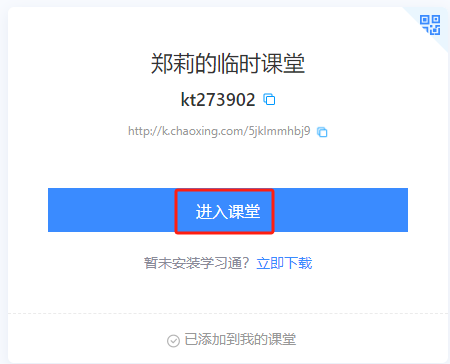 郑莉的临时课堂
kt273902
http://k.chaoxing.com/5jklmmhbj9
进入课堂
暂未安装学习通？立即下载
已添加到我的课堂